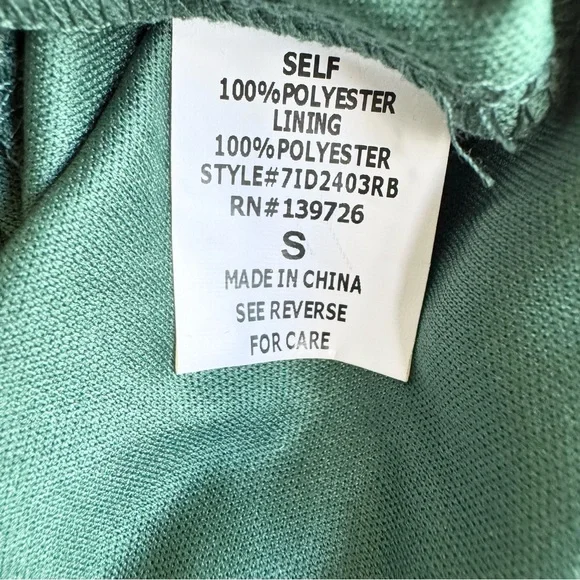 SELF
100%POLYESTER
LINING
100%POLYESTER
STYLE#7ID2403RB
RN#139726
S
MADE IN CHINA
SEE REVERSE
FOR CARE